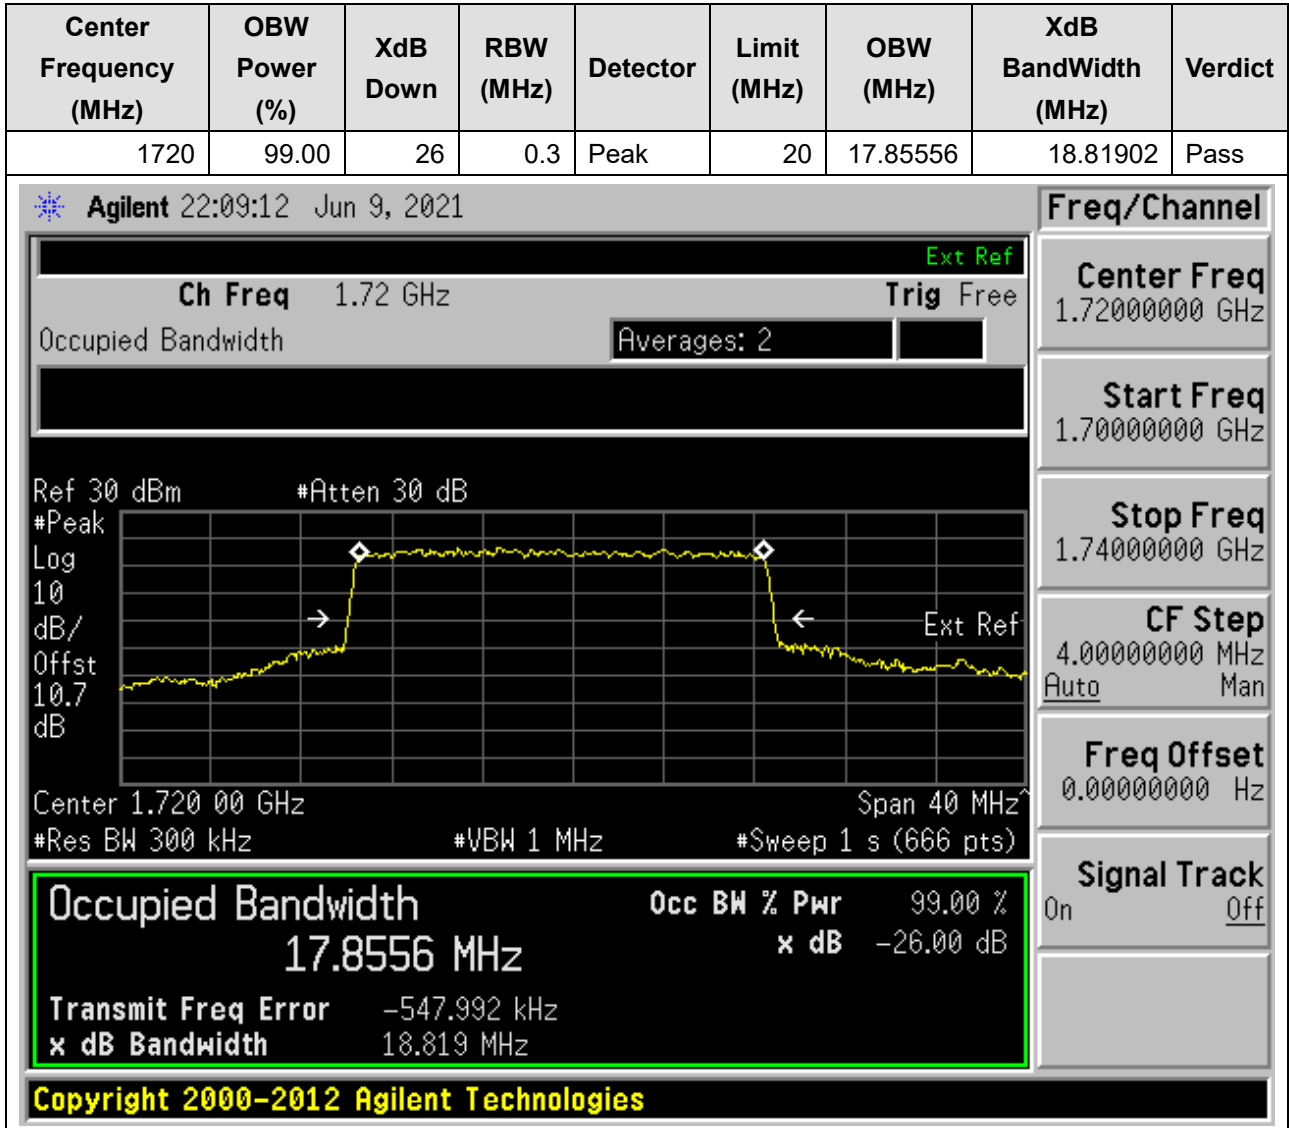 Center Frequency (MHz) OBW Power (%) XdB Down RBW (MHz) Detector Limit (MHz) OBW (MHz) XdB BandWidth (MHz) Verdict
1720 99.00 26 0.3 Peak 20 17.85556 18.81902 Pass
Agilent 22:09:12 Jun 9, 2021
Freq/Channel
Ext Ref
Ch Freq 1.72 GHz Trig Free
Occupied Bandwidth Averages: 2
Ref 30 dBm #Atten 30 dB
#Peak
Log
10
dB/
Offst
10.7
dB
Ext Ref
Center 1.720 00 GHz Span 40 MHz^
#Res BW 300 kHz #VBW 1 MHz #Sweep 1 s (666 pts)
Occupied Bandwidth
17.8556 MHz
Occ BW % Pwr 99.00 %
x dB -26.00 dB
Transmit Freq Error -547.992 kHz
x dB Bandwidth 18.819 MHz
Copyright 2000-2012 Agilent Technologies
Center Freq
1.72000000 GHz
Start Freq
1.70000000 GHz
Stop Freq
1.74000000 GHz
CF Step
4.00000000 MHz
Auto Man
Freq Offset
0.00000000 Hz
Signal Track
On Off